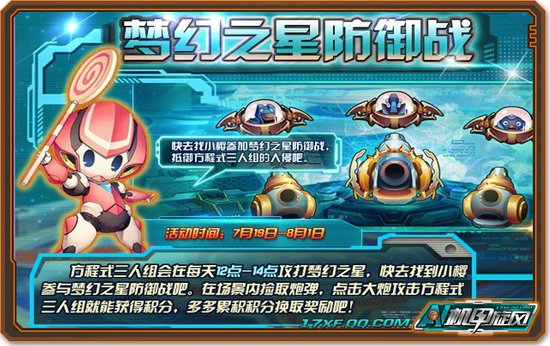 梦幻之星防御战
快去找小樱参加梦幻之星防御战,
抵御方程式三人组的入侵吧。
活动时间:7月19日-8月1日
方程式三人组会在每天12点-14点攻打梦幻之星,快去找到小樱
参与梦幻之星防御战吧。在场景内捡取炮弹,点击大炮攻击方程式
三人组就能获得积分,多多累积积分换取奖励吧!
17XF.QQ.COM
AI机甲旋风
17XF.QQ.COM